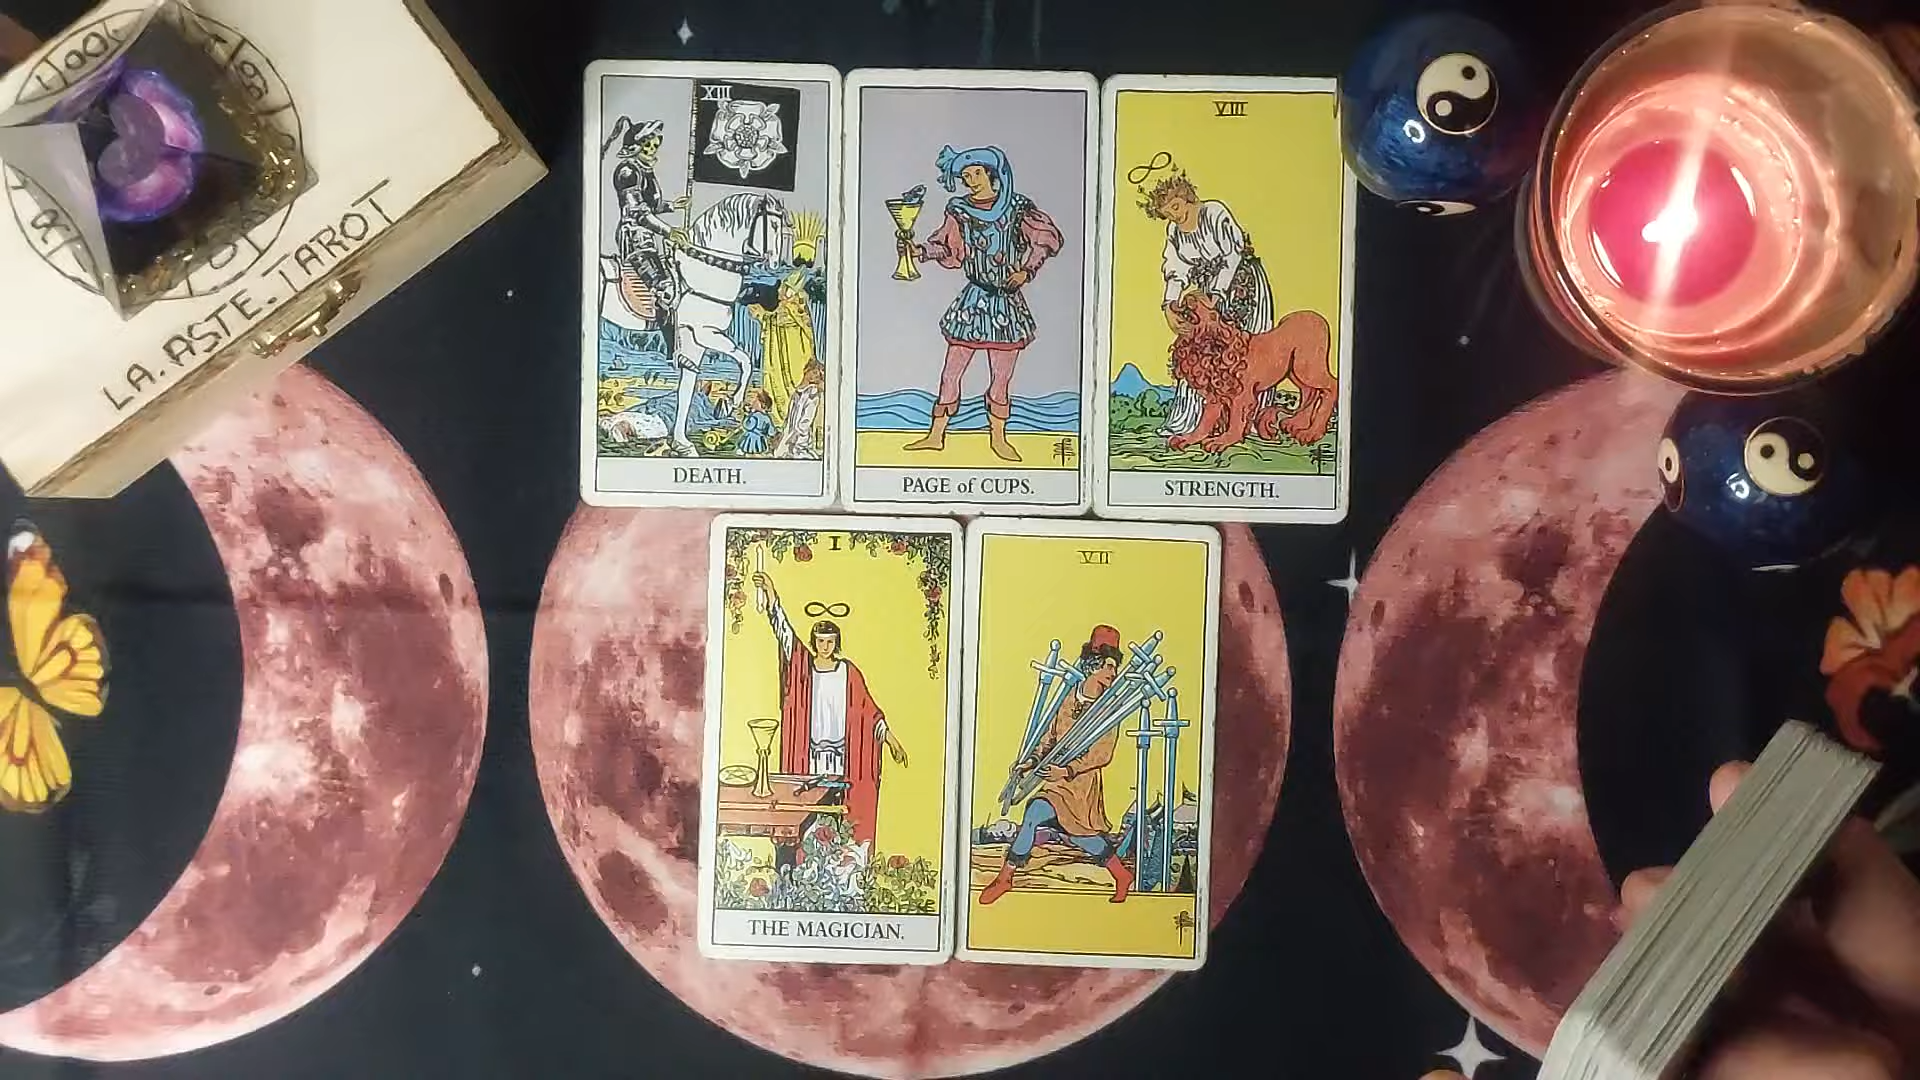 LA.ASTE.TAROT
XIII
DEATH.
PAGE of CUPS.
VIII
STRENGTH.
I
THE MAGICIAN.
VII